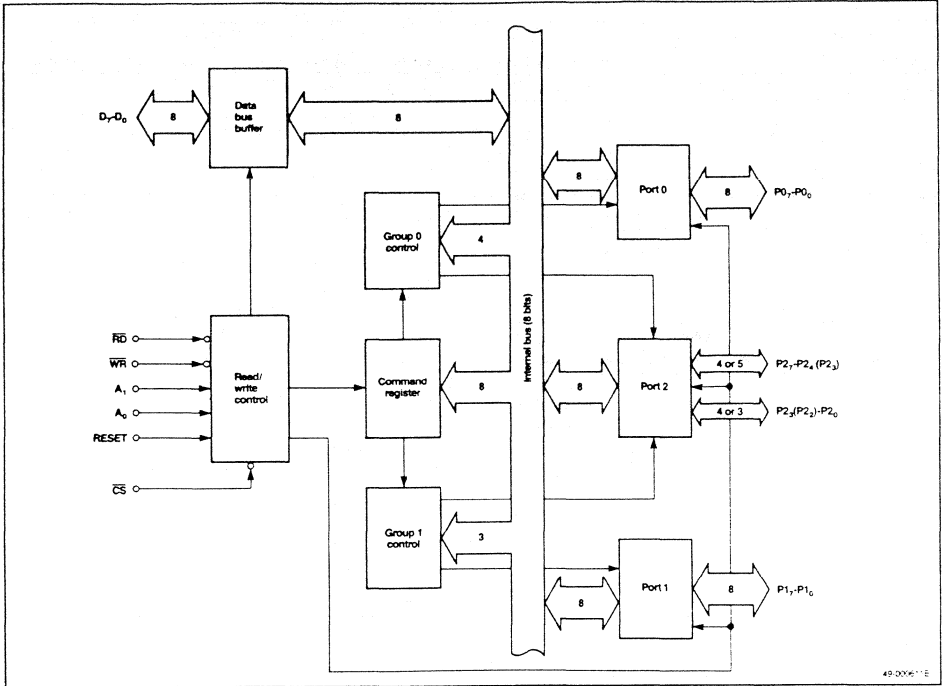 D7-D0
8
Data
bus
buffer
8
8
Port 0
8
P07-P00
Group 0
control
4
Internal bus (8 bits)
RD
WR
A1
A0
RESET
CS
Read/
write
control
Command
register
8
8
Port 2
4 or 5
P27-P24 (P23)
4 or 3
P23(P22)-P20
Group 1
control
3
8
Port 1
8
P17-P10